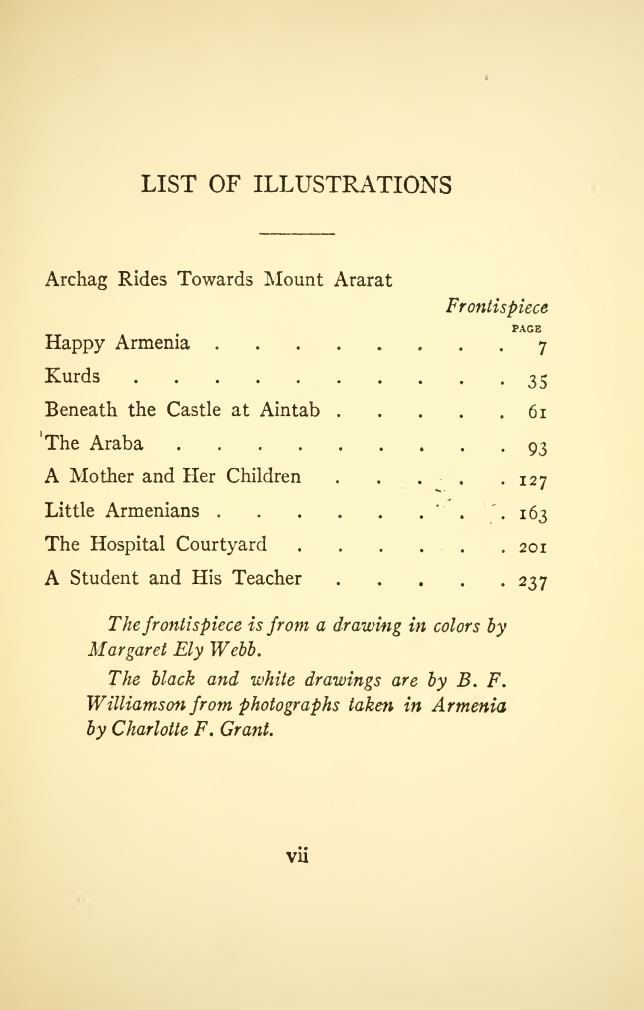 LIST OF ILLUSTRATIONS
Archag Rides Towards Mount Ararat
Frontispiece
PAGE
Happy Armenia . . . . . . . . 7
Kurds . . . . . . . . . . 35
Beneath the Castle at Aintab . . . . . 61
The Araba . . . . . . . . . 93
A Mother and Her Children . . . . . 127
Little Armenians . . . . . . . . 163
The Hospital Courtyard . . . . . . 201
A Student and His Teacher . . . . . 237
The frontispiece is from a drawing in colors by
Margaret Ely Webb.
The black and white drawings are by B. F.
Williamson from photographs taken in Armenia
by Charlotte F. Grant.
vii